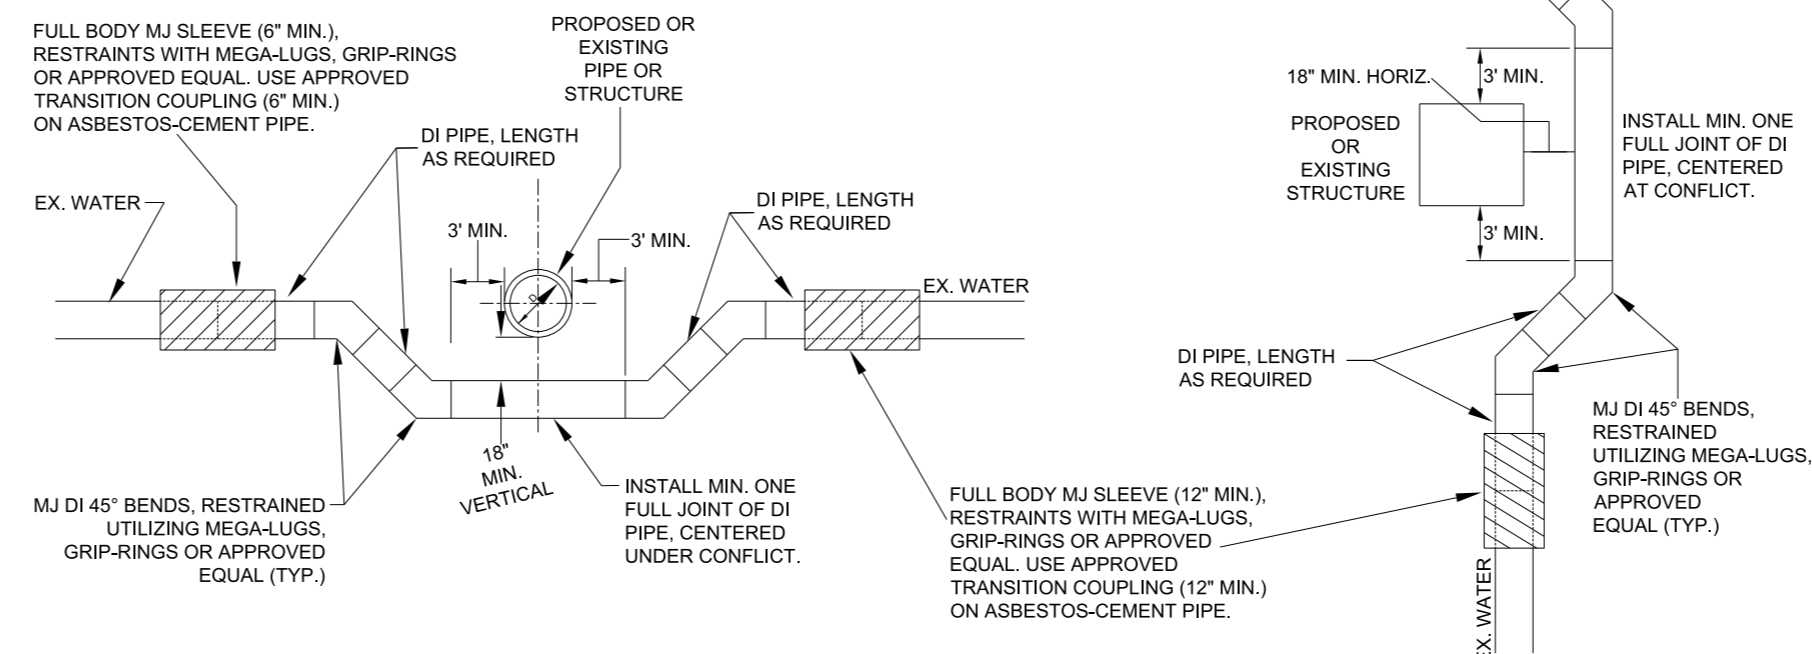 FULL BODY MJ SLEEVE (6" MIN.),
RESTRAINTS WITH MEGA-LUGS, GRIP-RINGS
OR APPROVED EQUAL. USE APPROVED
TRANSITION COUPLING (6" MIN.)
ON ASBESTOS-CEMENT PIPE.
PROPOSED OR
EXISTING
PIPE OR
STRUCTURE
DI PIPE, LENGTH
AS REQUIRED
EX. WATER
3' MIN.
3' MIN.
DI PIPE, LENGTH
AS REQUIRED
EX. WATER
18"
MIN.
VERTICAL
MJ DI 45° BENDS, RESTRAINED
UTILIZING MEGA-LUGS,
GRIP-RINGS OR APPROVED
EQUAL (TYP.)
INSTALL MIN. ONE
FULL JOINT OF DI
PIPE, CENTERED
UNDER CONFLICT.
FULL BODY MJ SLEEVE (12" MIN.),
RESTRAINTS WITH MEGA-LUGS,
GRIP-RINGS OR APPROVED
EQUAL. USE APPROVED
TRANSITION COUPLING (12" MIN.)
ON ASBESTOS-CEMENT PIPE.
18" MIN. HORIZ.
3' MIN.
PROPOSED
OR
EXISTING
STRUCTURE
INSTALL MIN. ONE
FULL JOINT OF DI
PIPE, CENTERED
AT CONFLICT.
3' MIN.
DI PIPE, LENGTH
AS REQUIRED
MJ DI 45° BENDS,
RESTRAINED
UTILIZING MEGA-LUGS,
GRIP-RINGS OR
APPROVED
EQUAL (TYP.)
EX. WATER